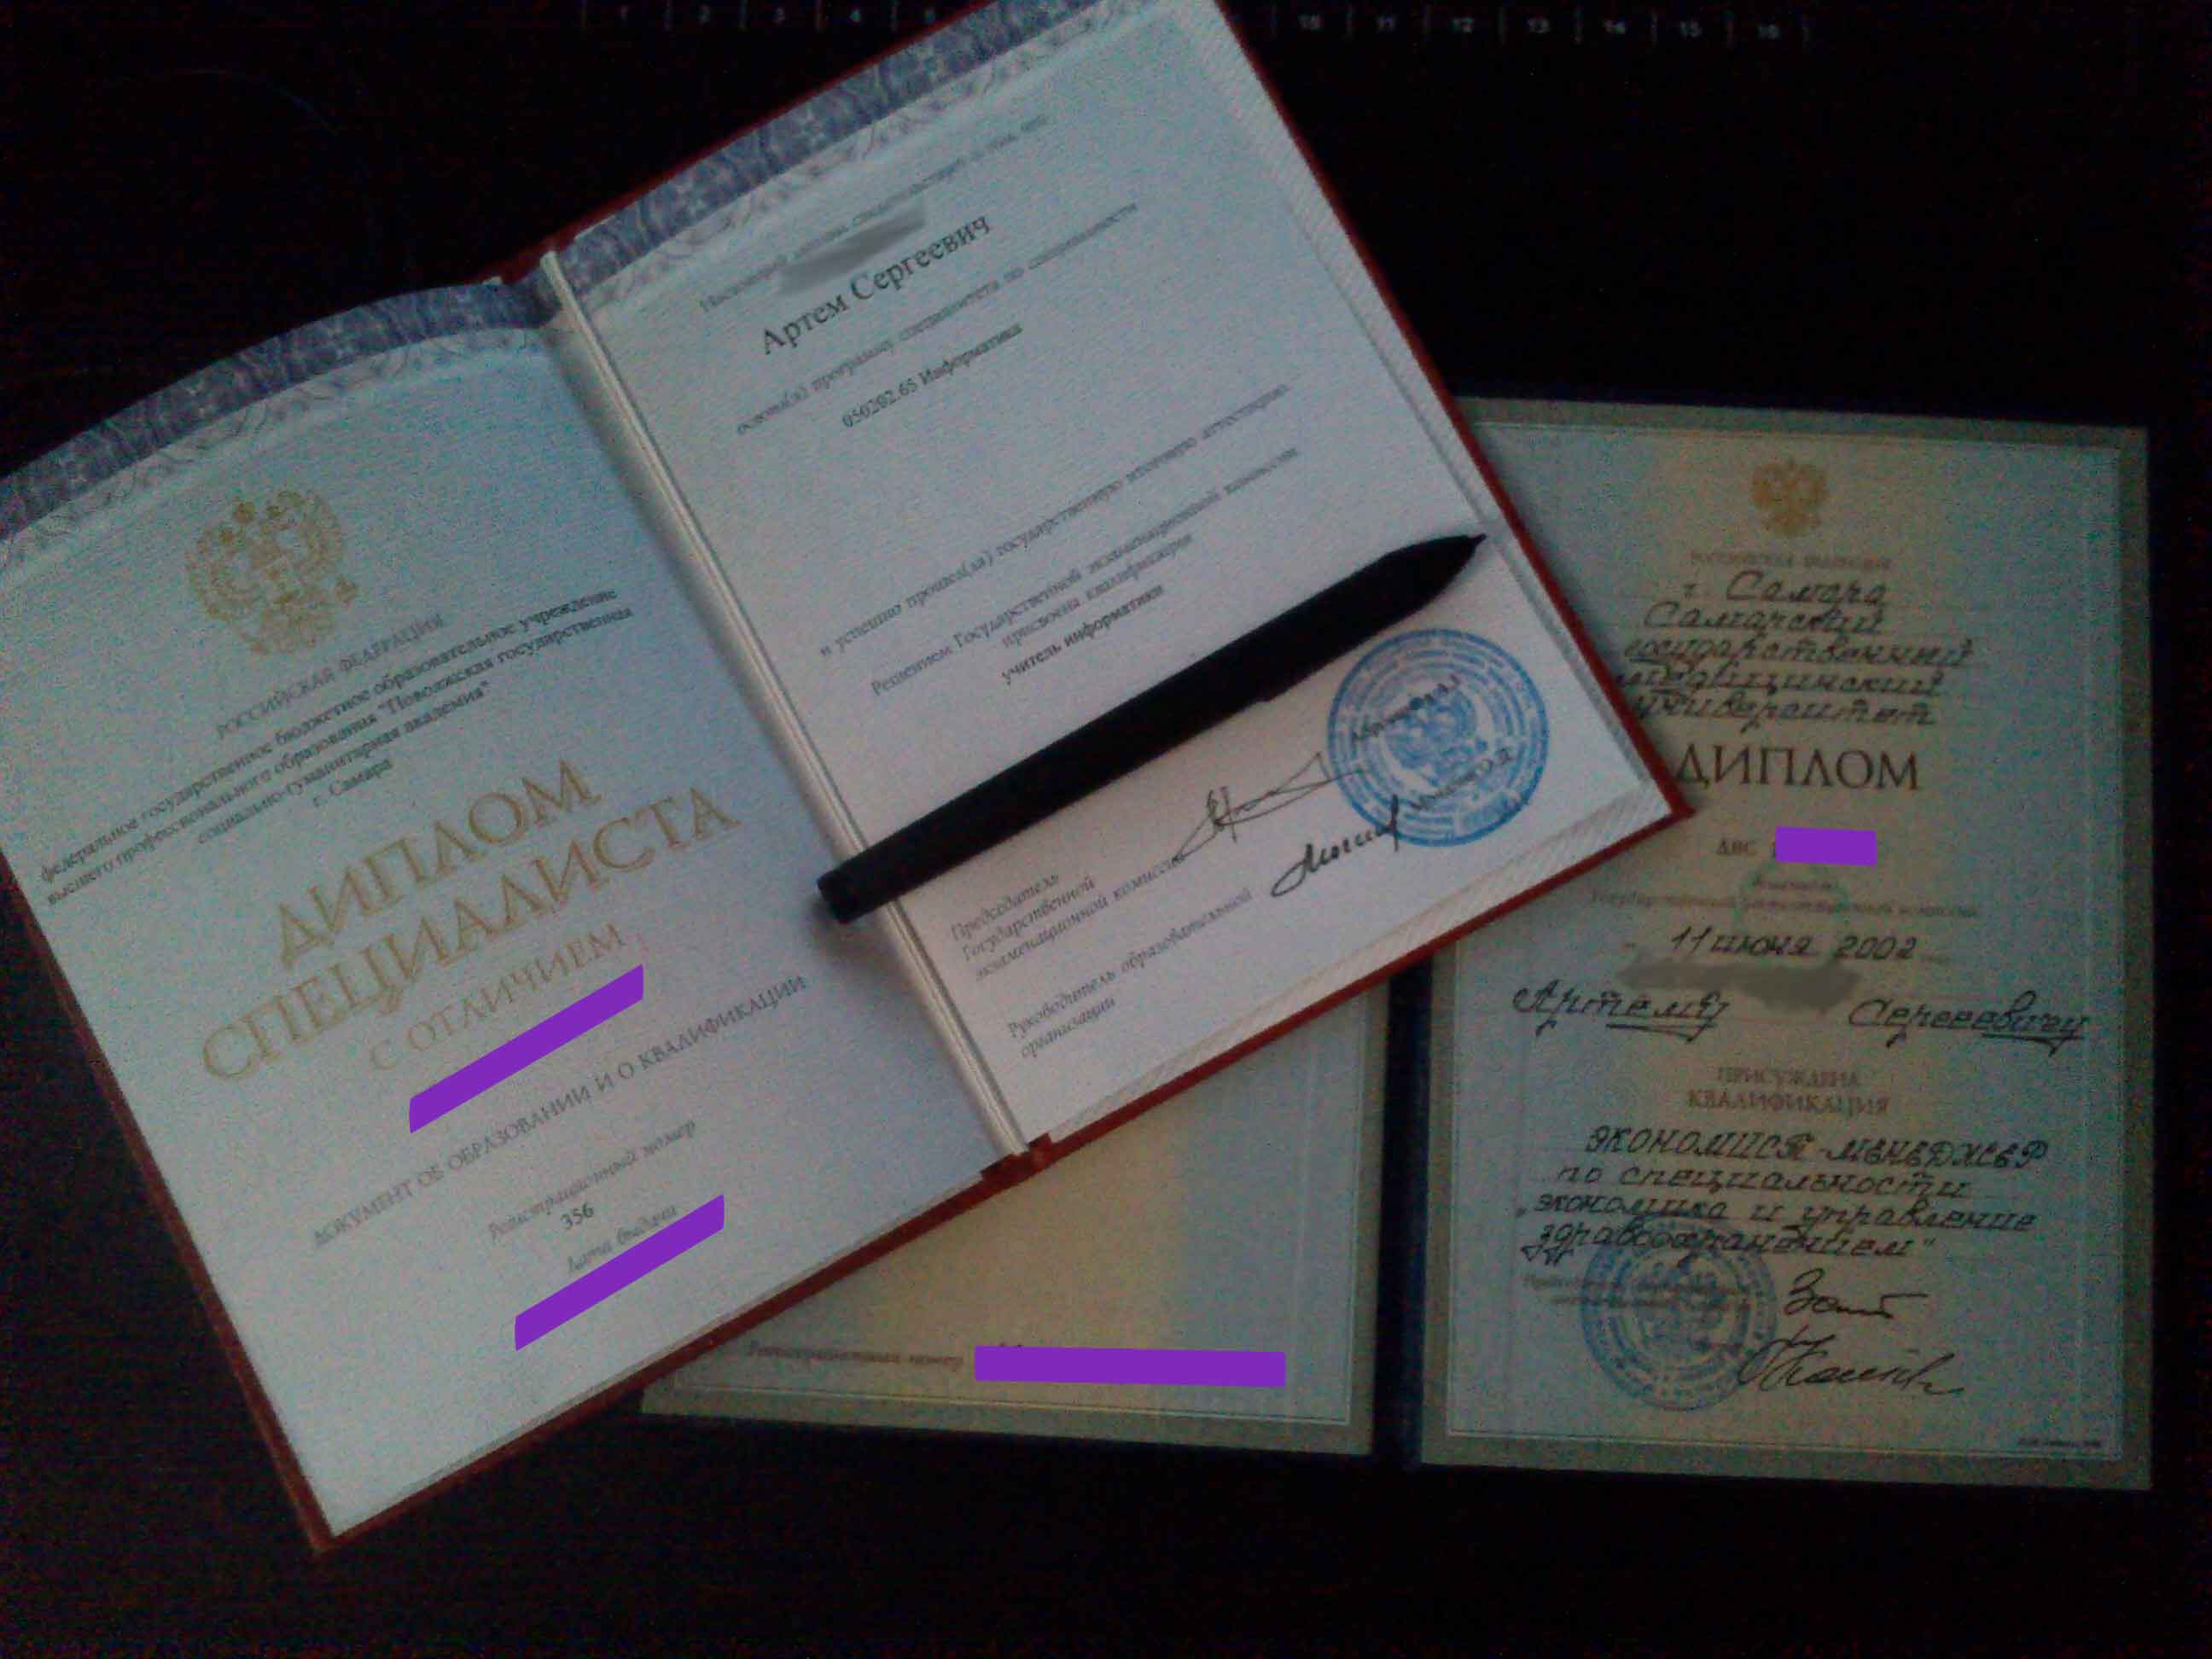 1 2 3 4 5 10 11 12 13 14 15 16
РОССИЙСКАЯ ФЕДЕРАЦИЯ
федеральное государственное бюджетное образовательное учреждение
высшего профессионального образования "Поволжская государственная
социально-гуманитарная академия"
г. Самара
ДИПЛОМ
СПЕЦИАЛИСТА
С ОТЛИЧИЕМ
ДОКУМЕНТ ОБ ОБРАЗОВАНИИ И О КВАЛИФИКАЦИИ
Регистрационный номер
356
Дата выдачи
Настоящий диплом свидетельствует о том, что
Артем Сергеевич
освоил(а) программу специалитета по специальности
050202.65 Информатика
и успешно прошел(ла) государственную итоговую аттестацию.
Решением Государственной экзаменационной комиссии
присвоена квалификация
учитель информатики
Председатель
Государственной
экзаменационной комиссии
Руководитель образовательной
организации
РОССИЙСКАЯ ФЕДЕРАЦИЯ
г. Самара
Самарский
государственный
медицинский
университет
ДИПЛОМ
ДВС
Решением
Государственной аттестационной комиссии
11 июня 2002
Артемy Сергеевичу
ПРИСУЖДЕНА
КВАЛИФИКАЦИЯ
ЭКОНОМИСТ-МЕНЕДЖЕР
по специальности
„экономика и управление
здравоохранением"
Регистрационный номер